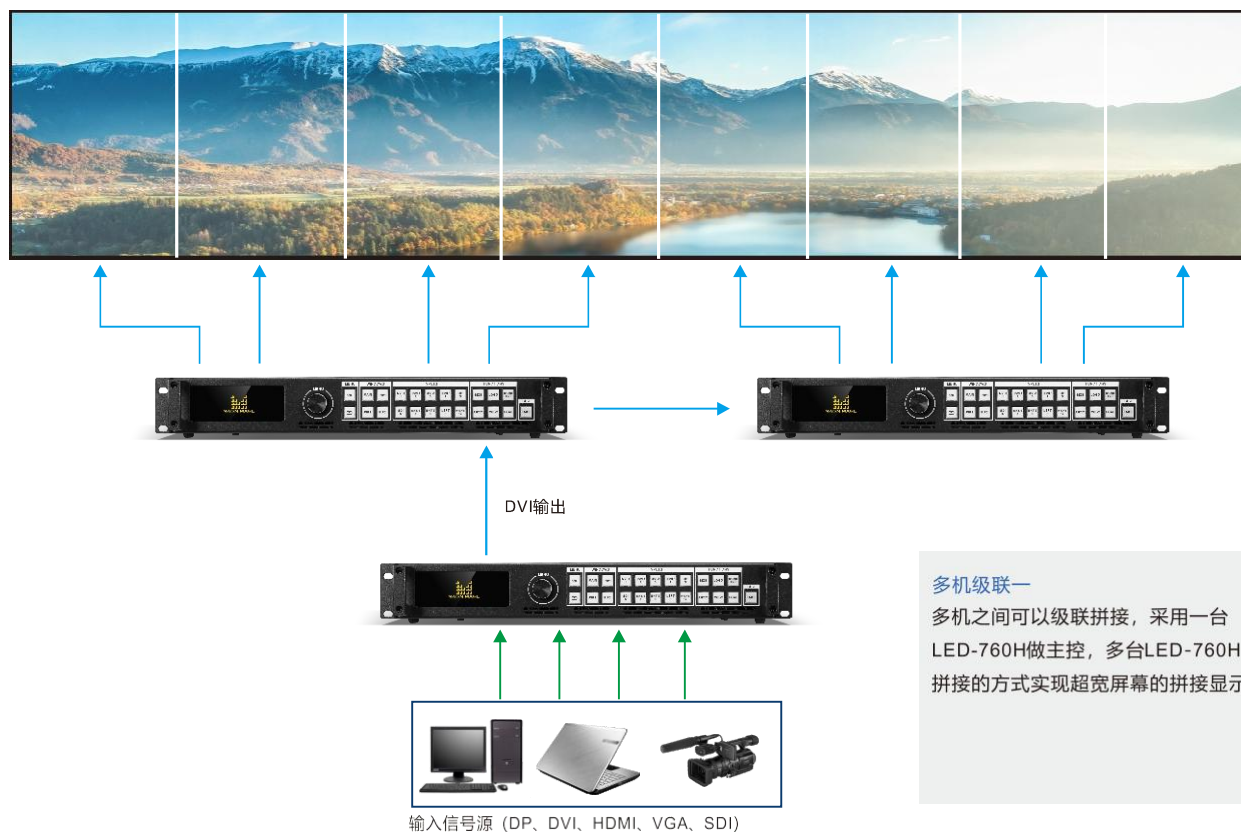 DVI输出
多机级联一
多机之间可以级联拼接，采用一台
LED-760H做主控，多台LED-760H
拼接的方式实现超宽屏幕的拼接显示
输入信号源（DP、DVI、HDMI、VGA、SDI）